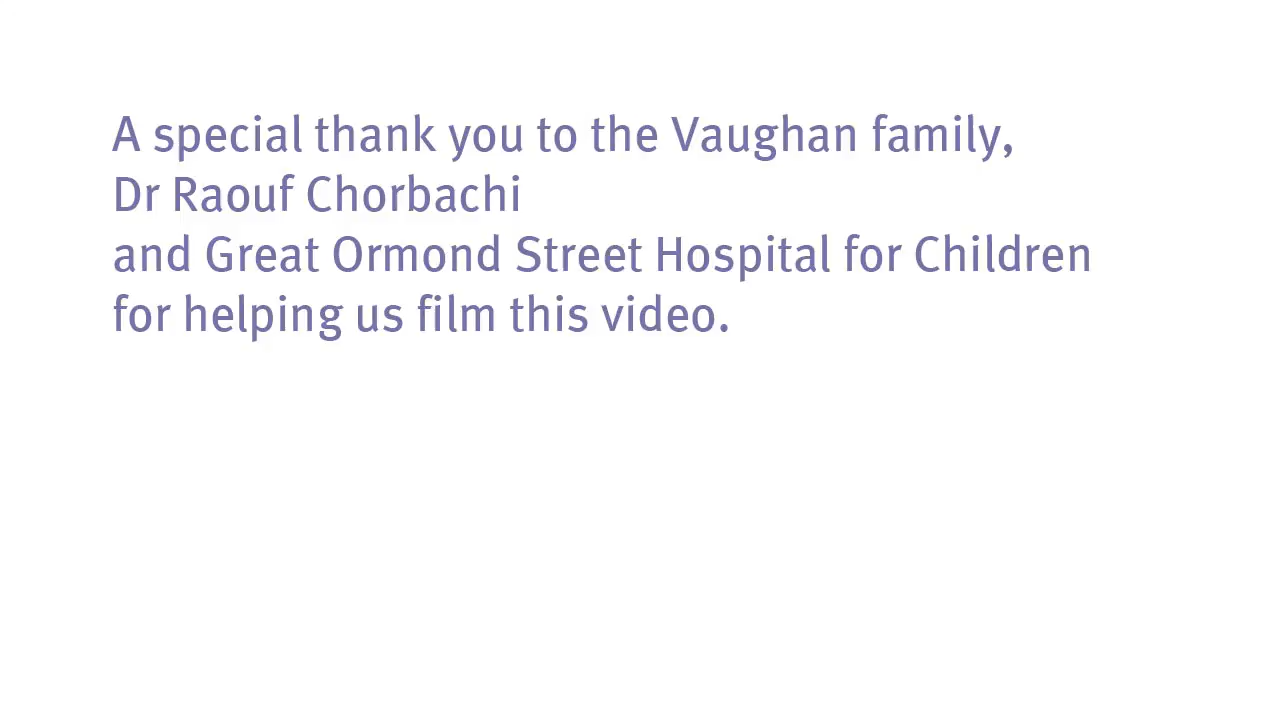 A special thank you to the Vaughan family,
Dr Raouf Chorbachi
and Great Ormond Street Hospital for Children
for helping us film this video.